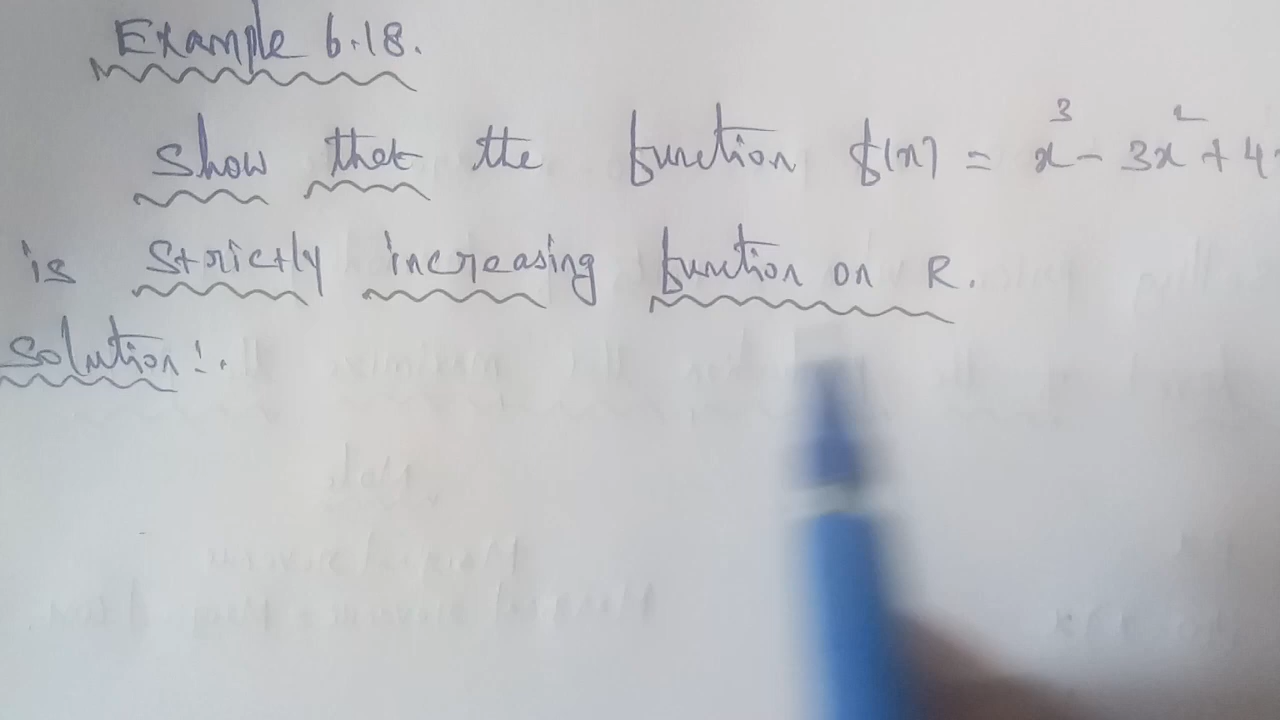 Example 6.18.
Show that the function f(x) = x³ - 3x² + 4
is strictly increasing function on R.
Solution:.